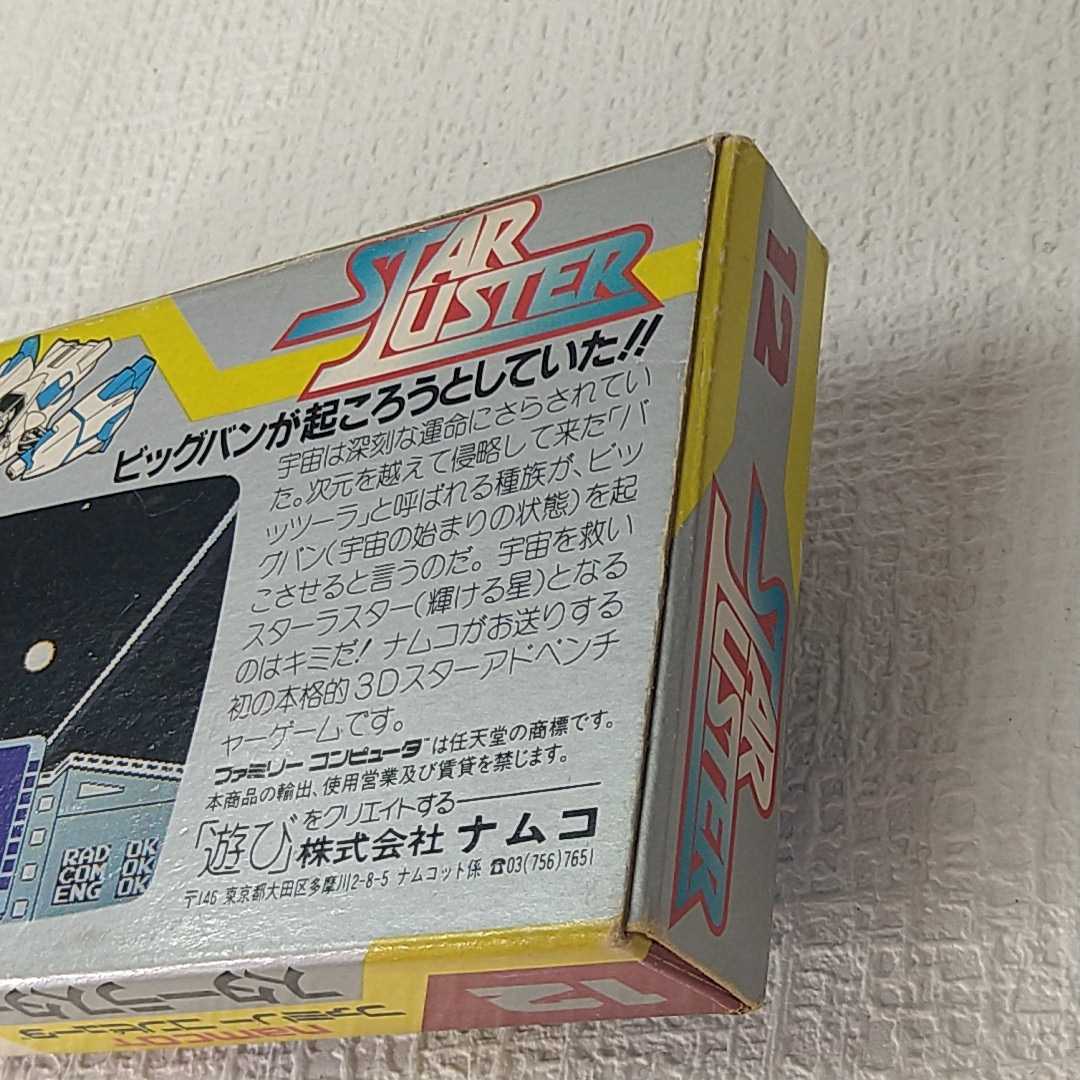 STAR
LUSTER
ビッグバンが起ころうとしていた!!
宇宙は深刻な運命にさらされてい
た。次元を越えて侵略して来た「バ
ッツーラ」と呼ばれる種族が、ビッ
グバン(宇宙の始まりの状態)を起
こさせると言うのだ。宇宙を救い
スターラスター(輝ける星)となる
のはキミだ!ナムコがお送りする
初の本格的3Dスターアドベンチ
ャーゲームです。
ファミリーコンピュータ™は任天堂の商標です。
本商品の輸出、使用営業及び賃貸を禁じます。
「遊び」をクリエイトする
株式会社 ナムコ
〒146 東京都大田区多摩川2-8-5 ナムコット係 ☎03(756)7651
RAD OK
COM OK
ENG OK
12
STAR
LUSTER
12
スターラスタ
namcot